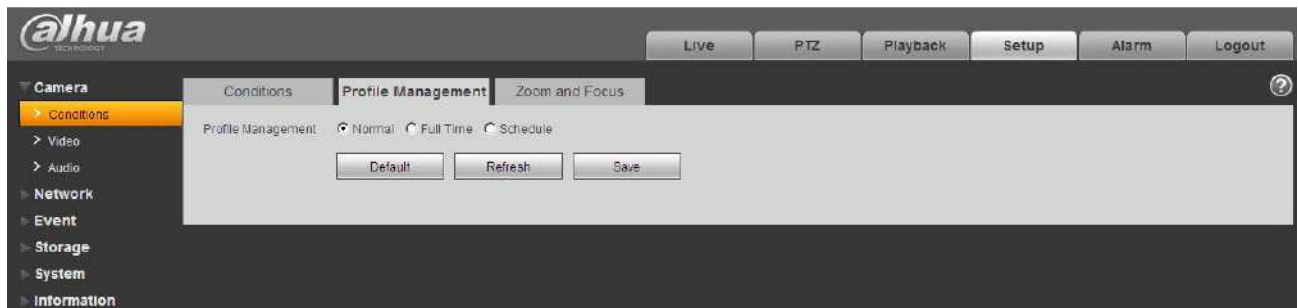 alhua
TECHNOLOGY
Live PTZ Playback Setup Alarm Logout
Camera
Conditions Profile Management Zoom and Focus
?
> Conditions
Profile Management Normal Full Time Schedule
> Video
Default Refresh Save
> Audio
Network
Event
Storage
System
Information